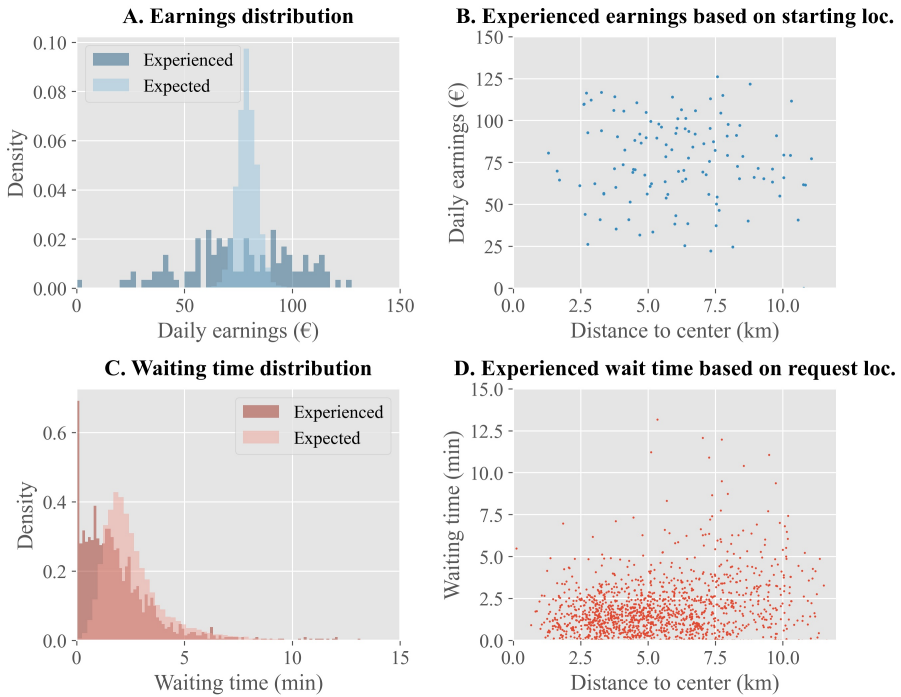 A. Earnings distribution
0.10
0.08
0.06
0.04
0.02
0.00
Density
Experienced
Expected
0
50
100
150
Daily earnings (€)
B. Experienced earnings based on starting loc.
150
125
100
75
50
25
0
Daily earnings (€)
0.0
2.5
5.0
7.5
10.0
Distance to center (km)
C. Waiting time distribution
0.6
0.4
0.2
0.0
Density
Experienced
Expected
0
5
10
15
Waiting time (min)
D. Experienced wait time based on request loc.
15.0
12.5
10.0
7.5
5.0
2.5
0.0
Waiting time (min)
0.0
2.5
5.0
7.5
10.0
Distance to center (km)